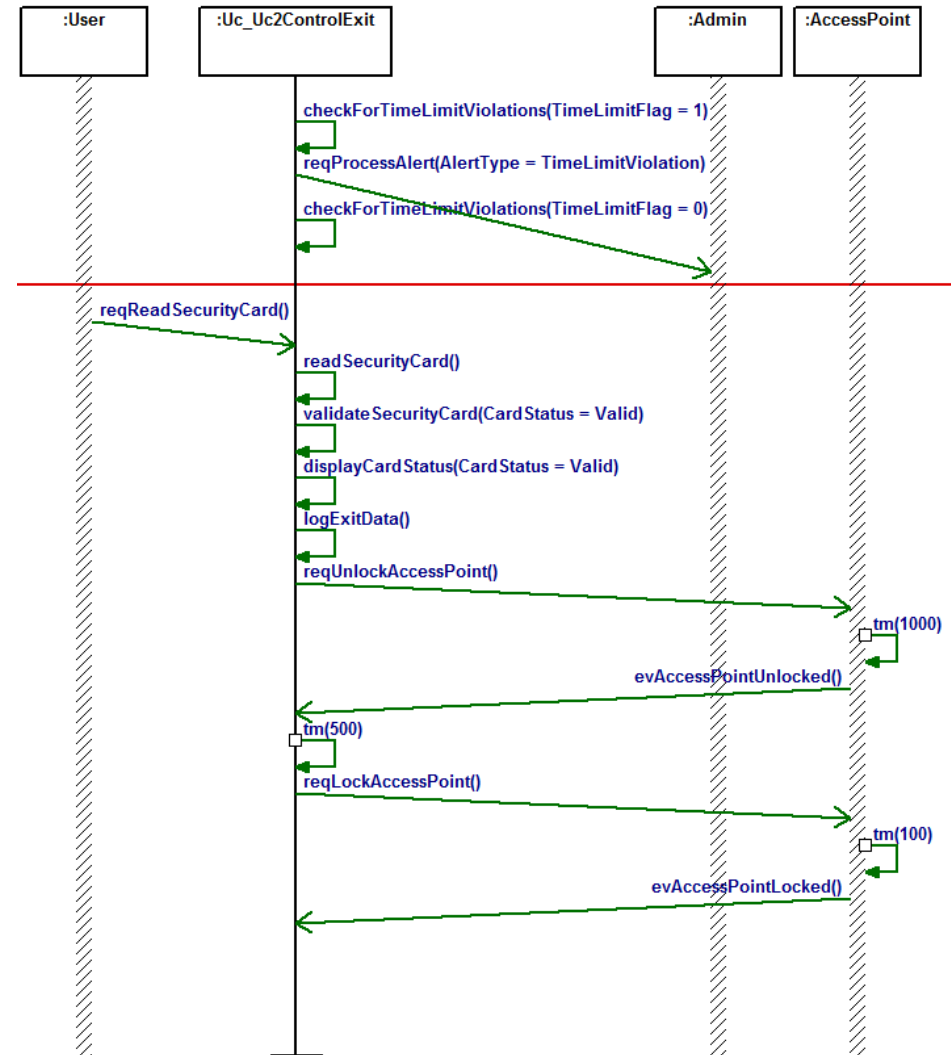 :User
:Uc_Uc2ControlExit
:Admin
:AccessPoint
checkForTimeLimitViolations(TimeLimitFlag = 1)
reqProcessAlert(AlertType = TimeLimitViolation)
checkForTimeLimitViolations(TimeLimitFlag = 0)
reqReadSecurityCard()
readSecurityCard()
validateSecurityCard(CardStatus = Valid)
displayCardStatus(CardStatus = Valid)
logExitData()
reqUnlockAccessPoint()
tm(1000)
evAccessPointUnlocked()
tm(500)
reqLockAccessPoint()
tm(100)
evAccessPointLocked()